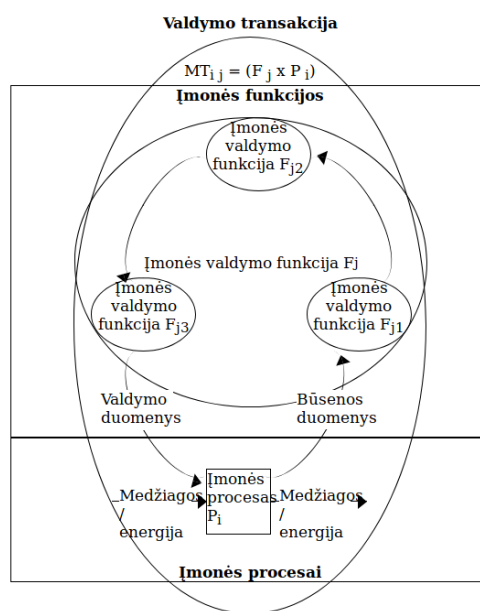 Valdymo transakcija
MTi j = (F j x P i)
Įmonės funkcijos
Įmonės
valdymo
funkcija Fj2
Įmonės valdymo funkcija Fj
Įmonės
valdymo
funkcija Fj3
Įmonės
valdymo
funkcija Fj1
Valdymo
duomenys
Būsenos
duomenys
Medžiagos
/
energija
Įmonės
procesas
Pi
Medžiagos
/
energija
Įmonės procesai